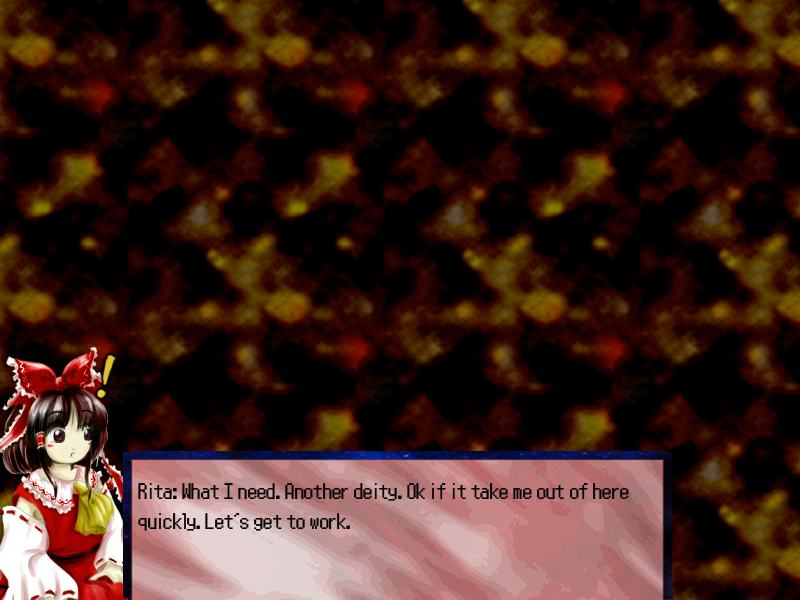 Rita: What I need. Another deity. Ok if it take me out of here
quickly. Let's get to work.